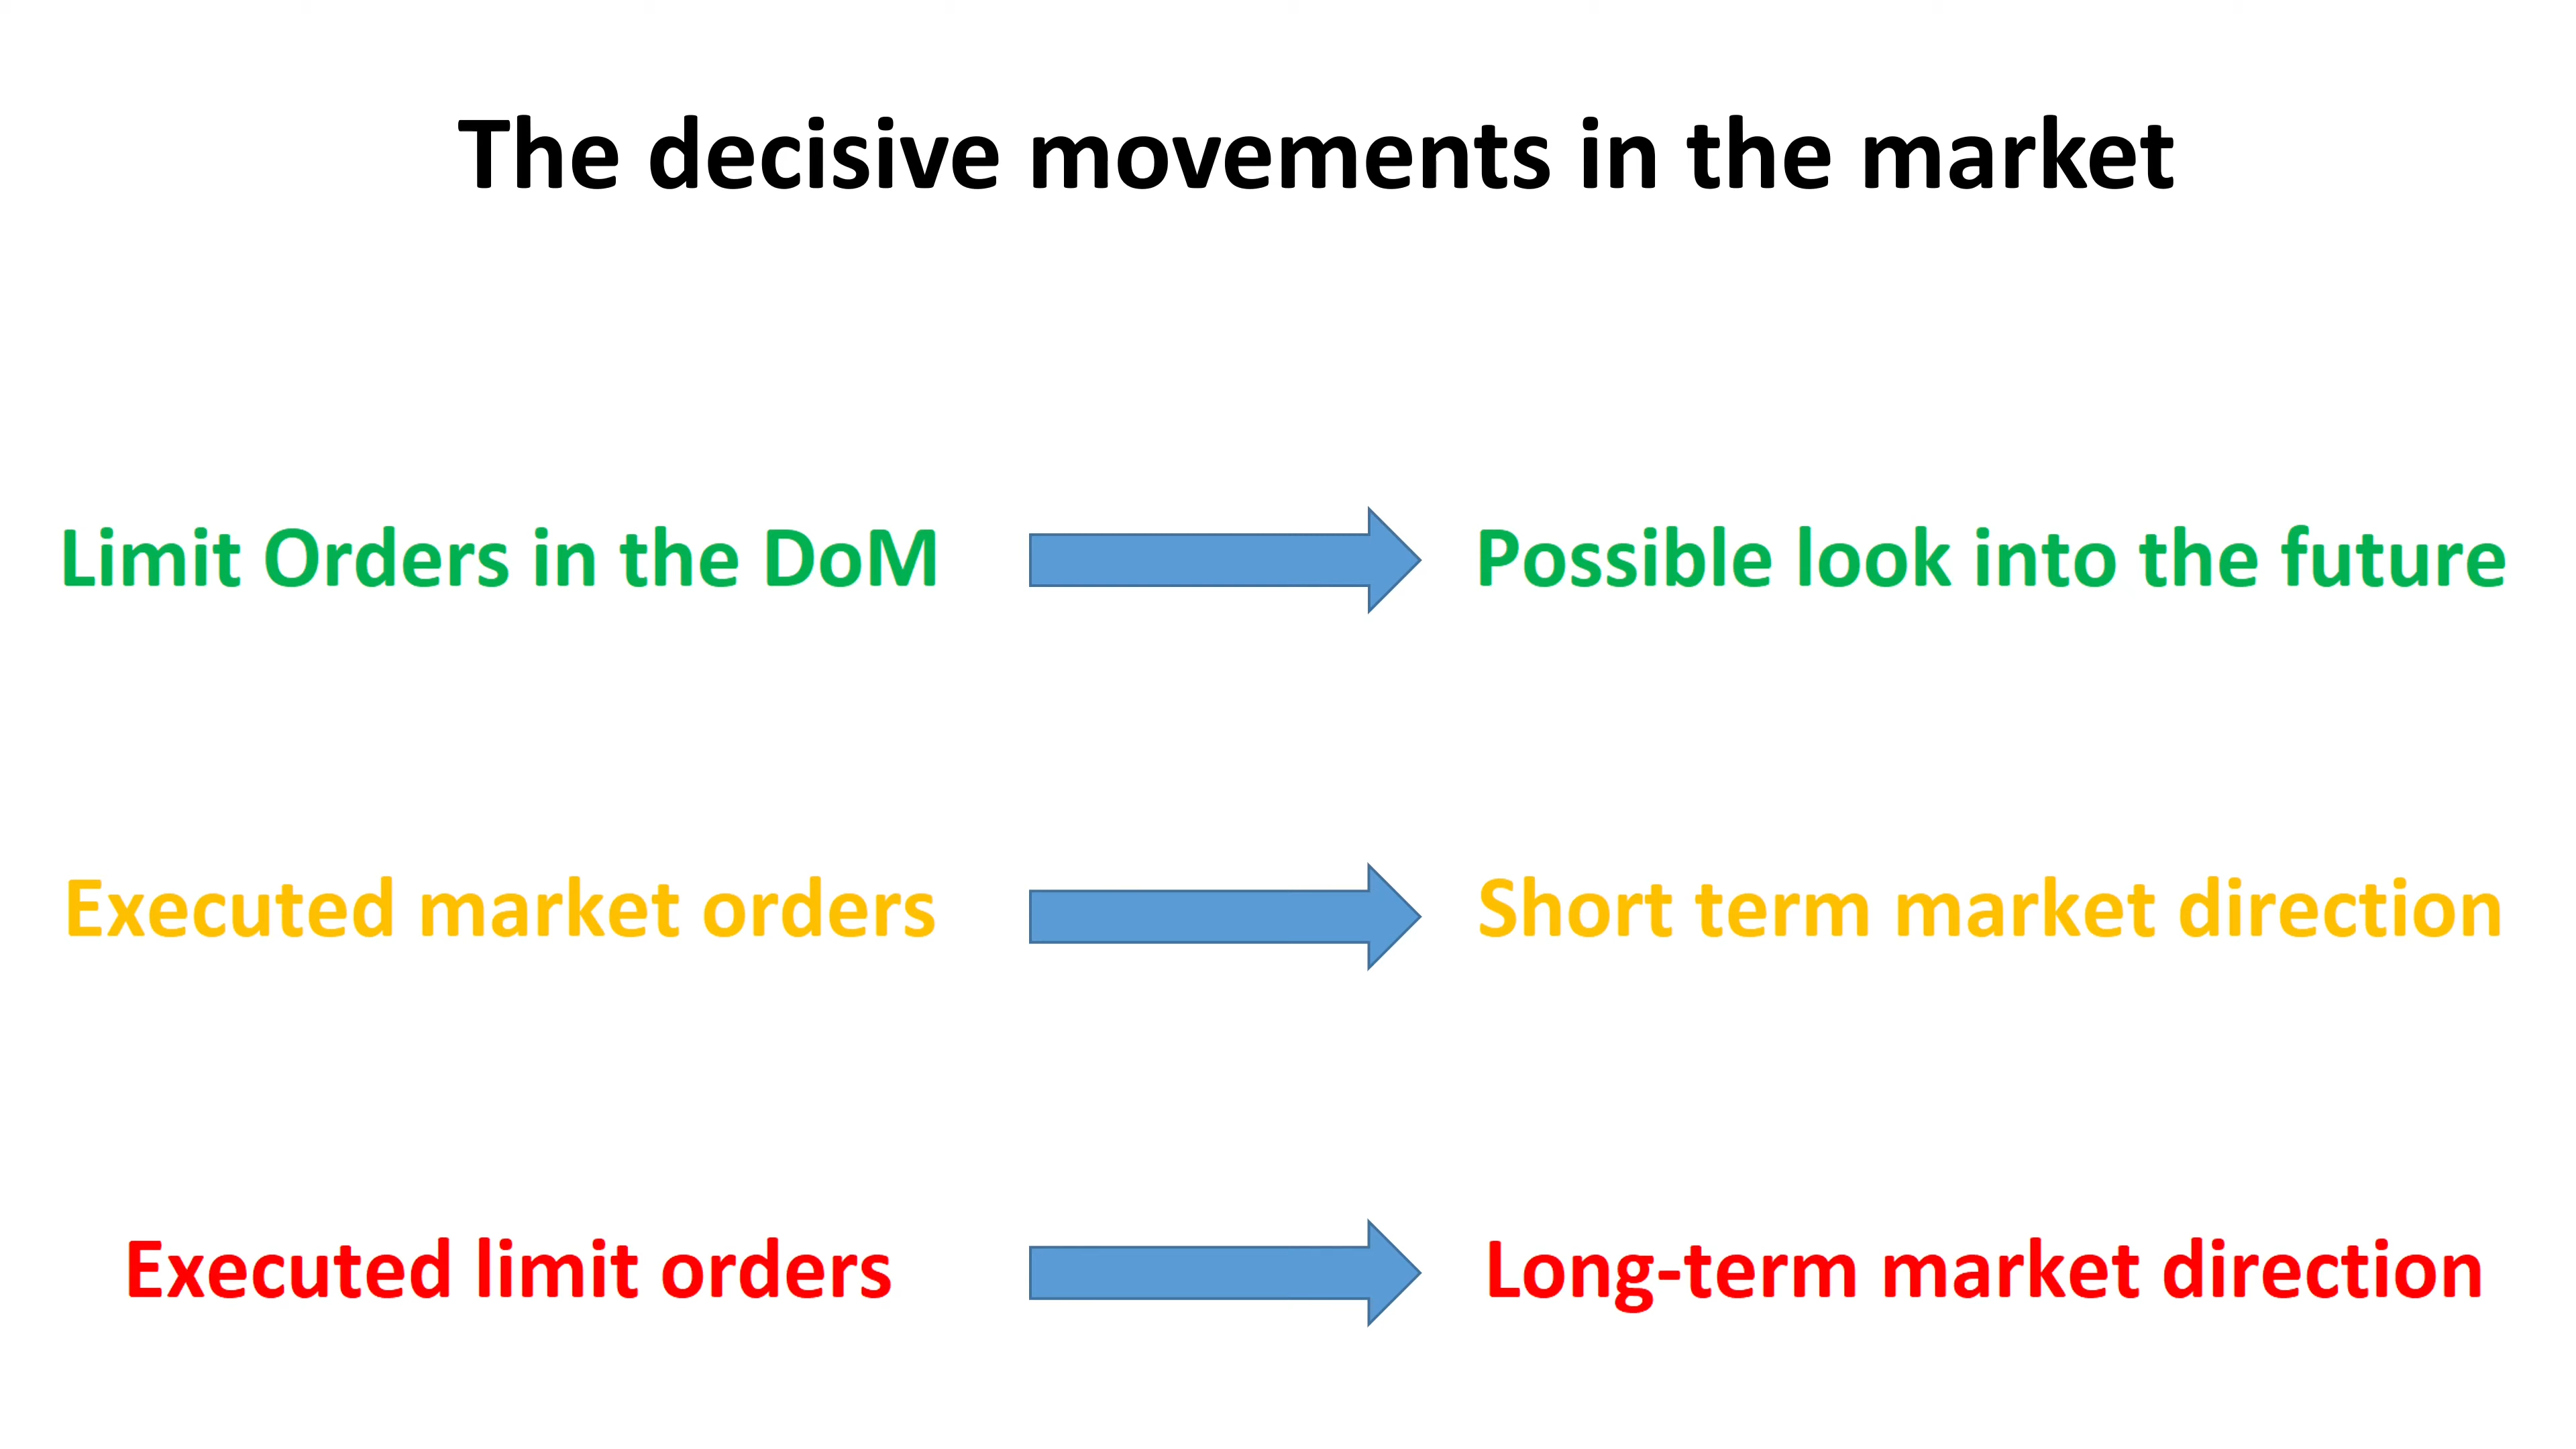 The decisive movements in the market
Limit Orders in the DoM
Possible look into the future
Executed market orders
Short term market direction
Executed limit orders
Long-term market direction